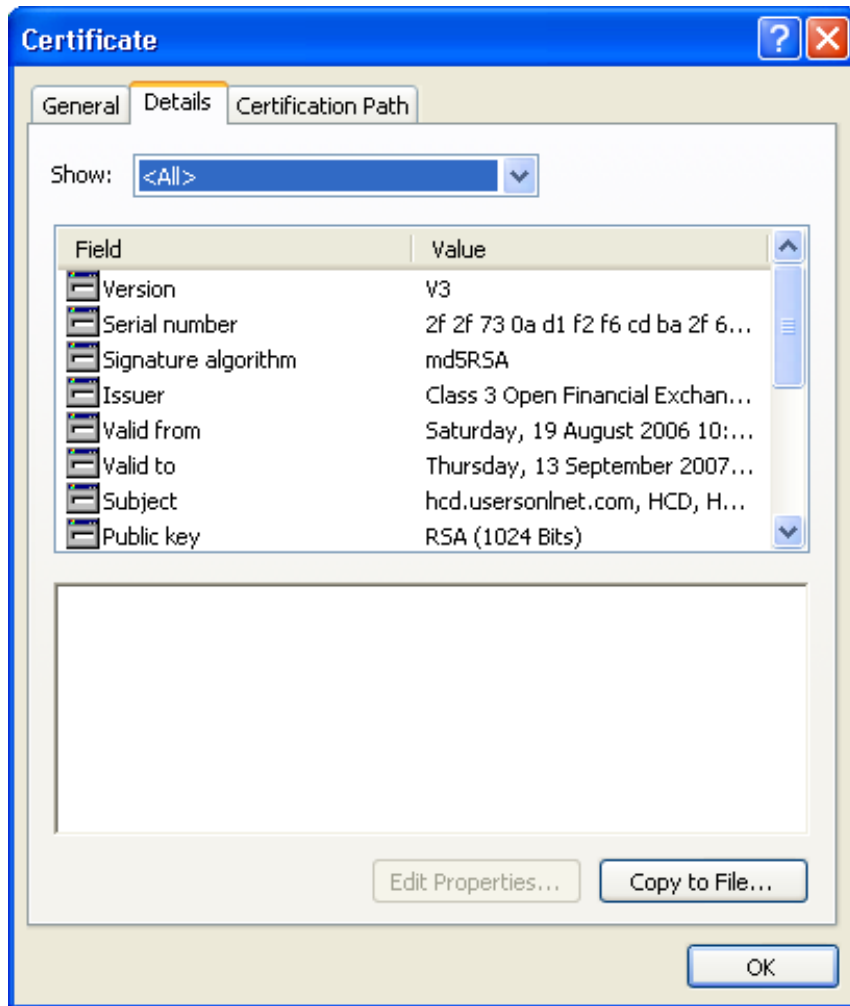 Certificate
General Details Certification Path
Show: <All>
Field Value
Version V3
Serial number 2f 2f 73 0a d1 f2 f6 cd ba 2f 6...
Signature algorithm md5RSA
Issuer Class 3 Open Financial Exchan...
Valid from Saturday, 19 August 2006 10:...
Valid to Thursday, 13 September 2007...
Subject hcd.usersonlnet.com, HCD, H...
Public key RSA (1024 Bits)
Edit Properties... Copy to File...
OK